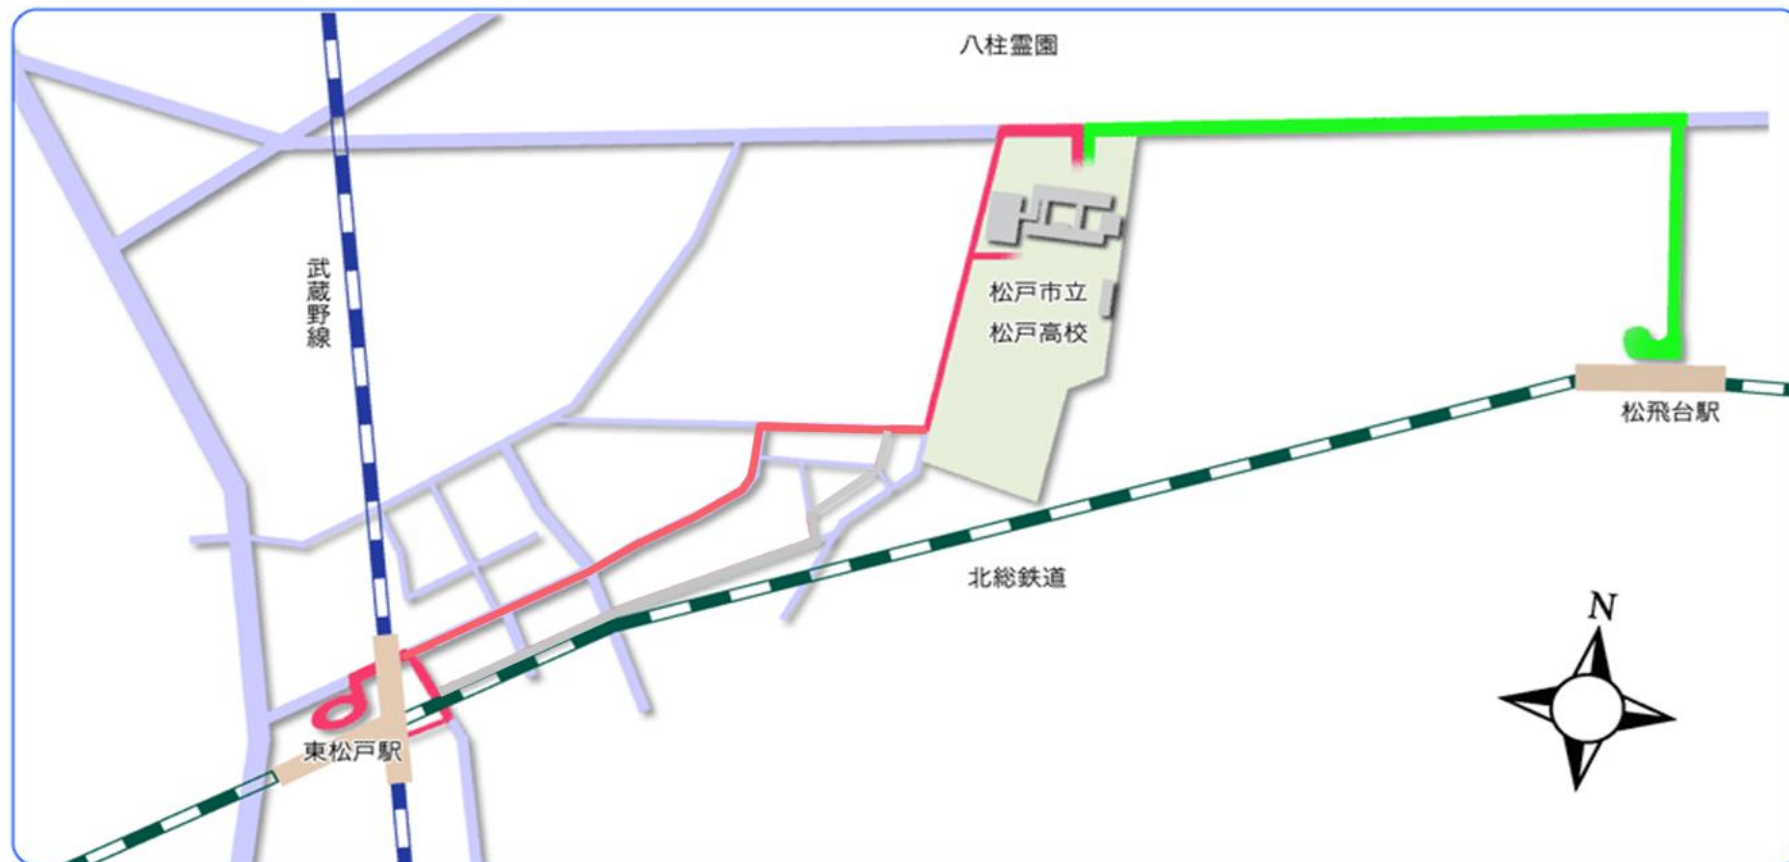 八柱霊園
武蔵野線
松戸市立
松戸高校
松飛台駅
北総鉄道
N
東松戸駅